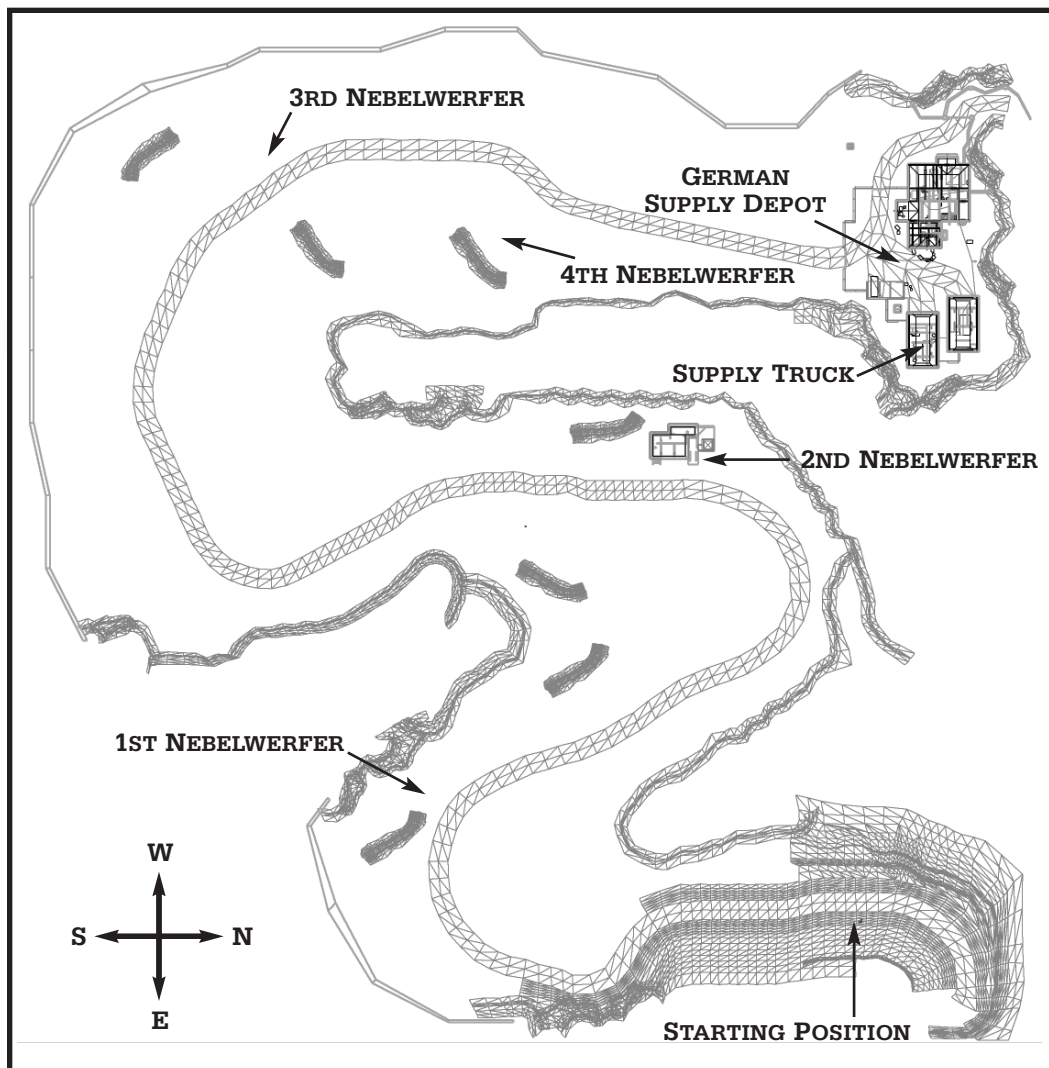 3RD NEBELWERFER
GERMAN
SUPPLY DEPOT
4TH NEBELWERFER
SUPPLY TRUCK
2ND NEBELWERFER
1ST NEBELWERFER
W
S
N
E
STARTING POSITION